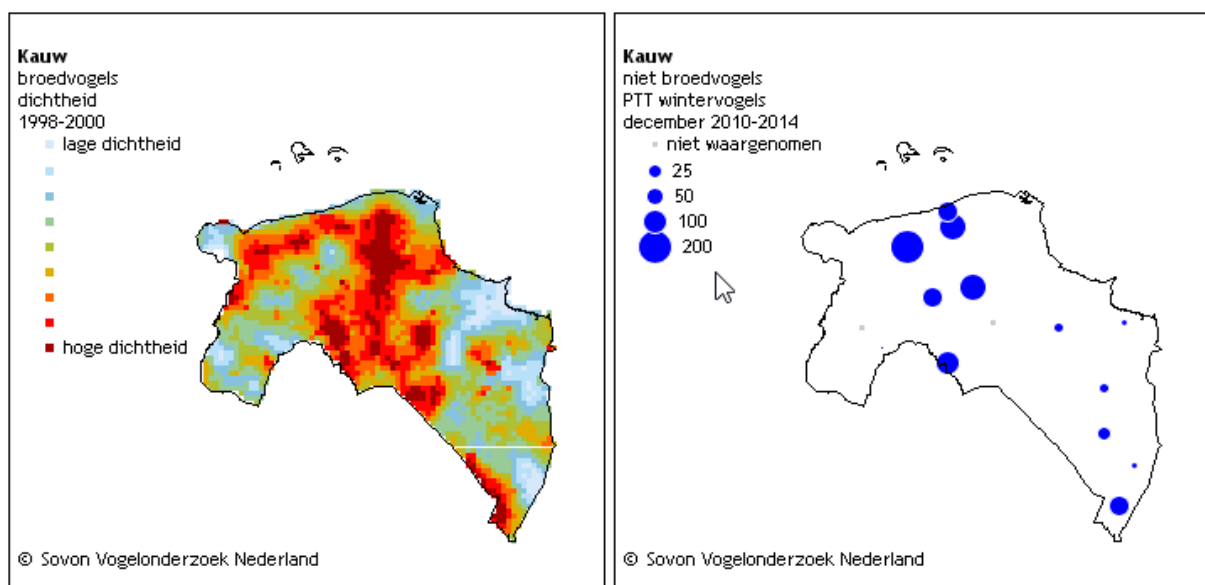 Kauw
broedvogels
dichtheid
1998-2000
lage dichtheid
hoge dichtheid
© Sovon Vogelonderzoek Nederland
Kauw
niet broedvogels
PTT wintervogels
december 2010-2014
niet waargenomen
25
50
100
200
© Sovon Vogelonderzoek Nederland